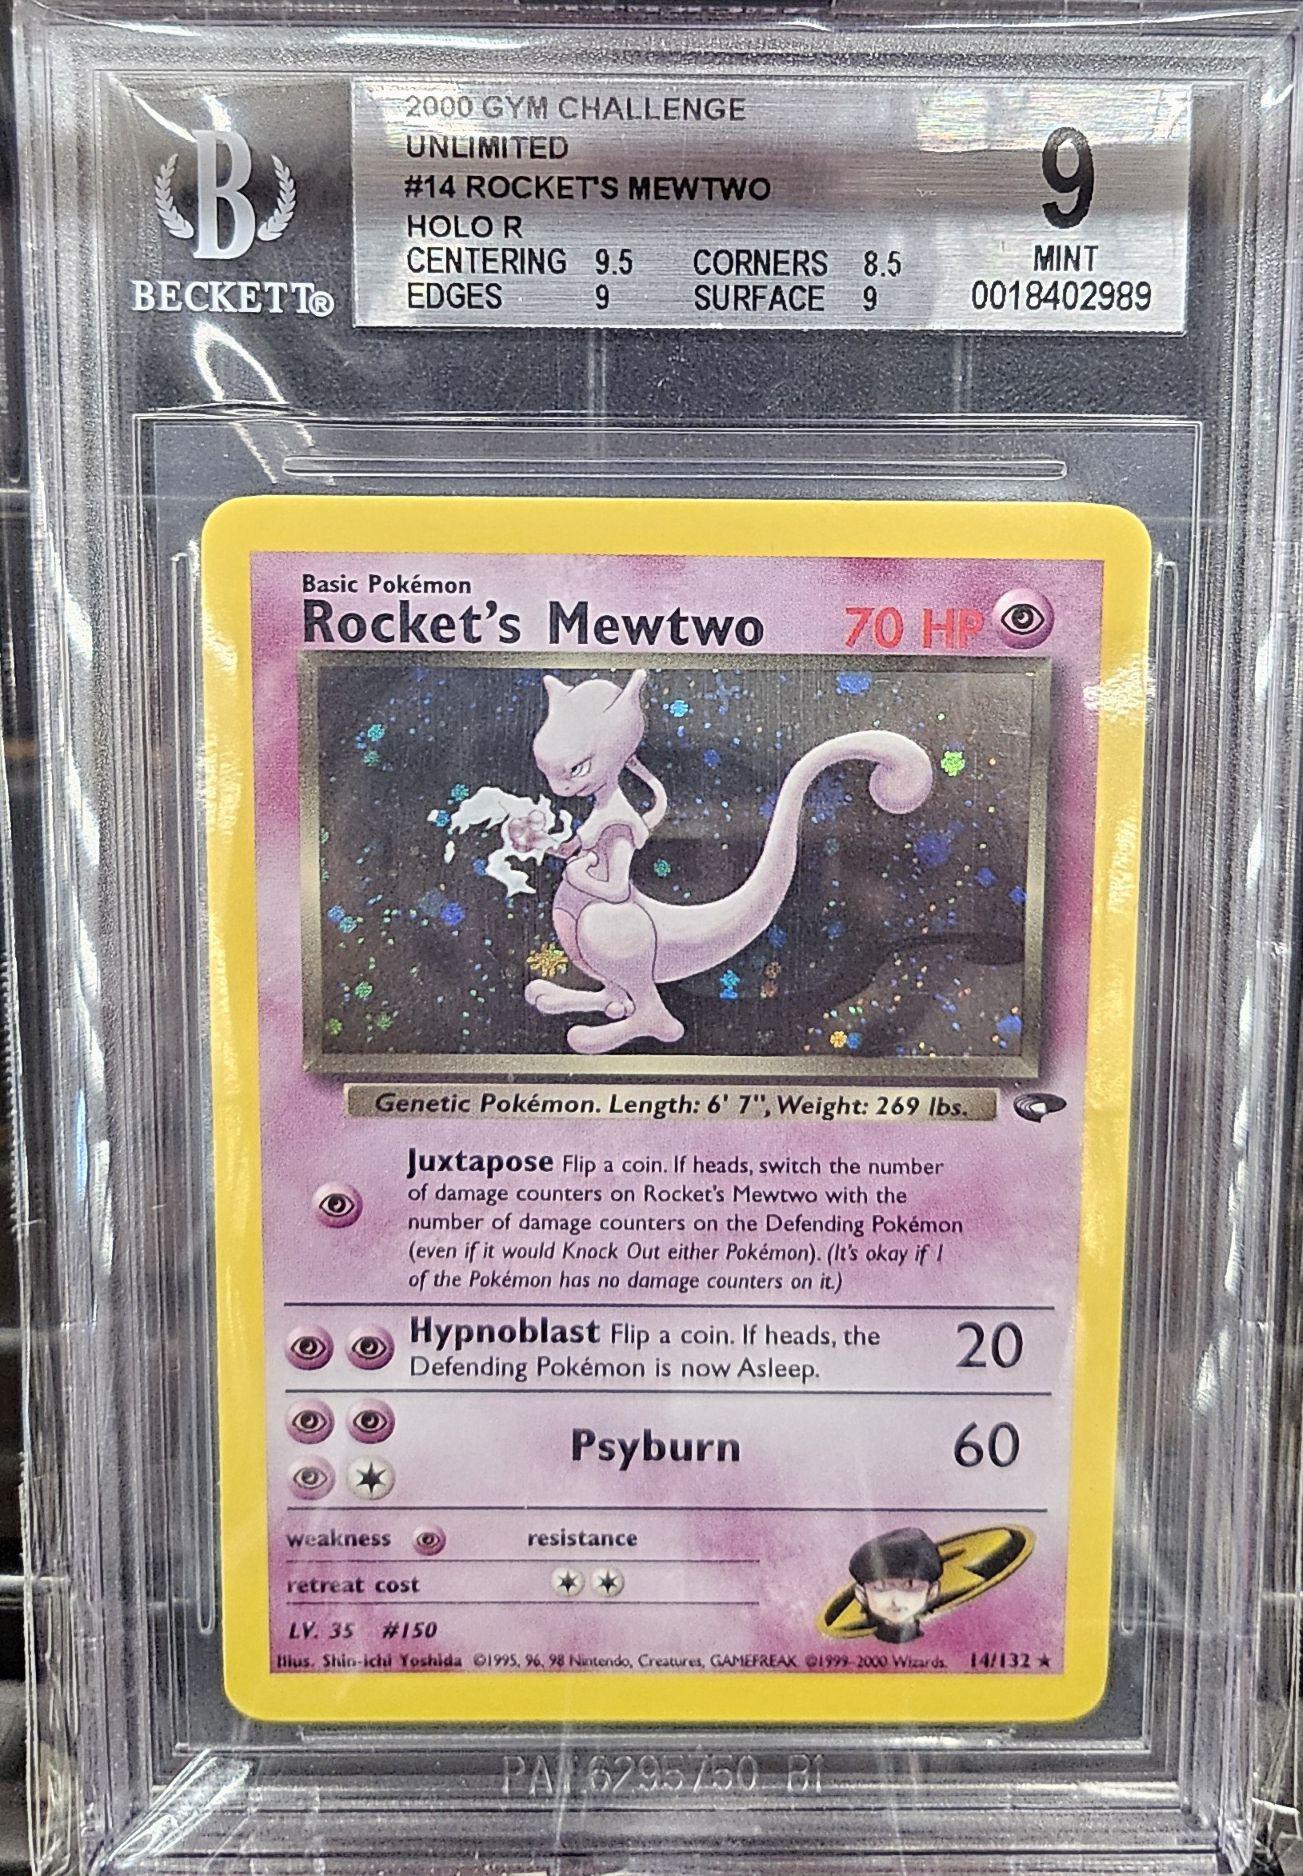 B
BECKETT®
2000 GYM CHALLENGE
UNLIMITED
#14 ROCKET'S MEWTWO
HOLO R
CENTERING 9.5 CORNERS 8.5
EDGES 9 SURFACE 9
9
MINT
0018402989
Basic Pokémon
Rocket's Mewtwo 70 HP
Genetic Pokémon. Length: 6' 7", Weight: 269 lbs.
Juxtapose Flip a coin. If heads, switch the number
of damage counters on Rocket's Mewtwo with the
number of damage counters on the Defending Pokémon
(even if it would Knock Out either Pokémon). (It's okay if 1
of the Pokémon has no damage counters on it.)
Hypnoblast Flip a coin. If heads, the 20
Defending Pokémon is now Asleep.
Psyburn 60
weakness resistance
retreat cost
LV. 35 #150
Illus. Shin-ichi Yoshida ©1995, 96, 98 Nintendo, Creatures, GAMEFREAK. ©1999-2000 Wizards. 14/132 ★
PAT 6295750 B1